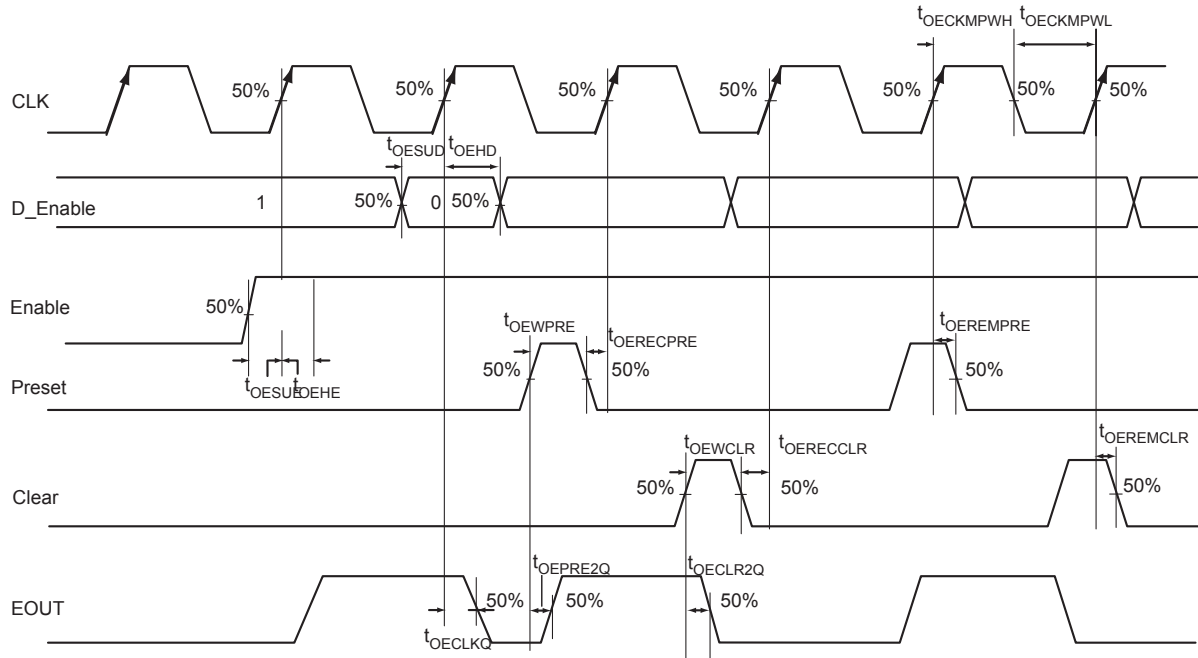 tOECKMPWH tOECKMPWL
CLK 50% 50% 50% 50% 50% 50% 50% 50%
tOESUD tOEHD
D_Enable 1 50% 0 50%
Enable 50%
tOESUE tOEHE
tOEWPRE tOERECPRE tOEREMPRE
Preset 50% 50% 50%
tOEWCLR tOERECCLR tOEREMCLR
Clear 50% 50% 50%
tOEPRE2Q tOECLR2Q
EOUT 50% 50% 50%
tOECLKQ